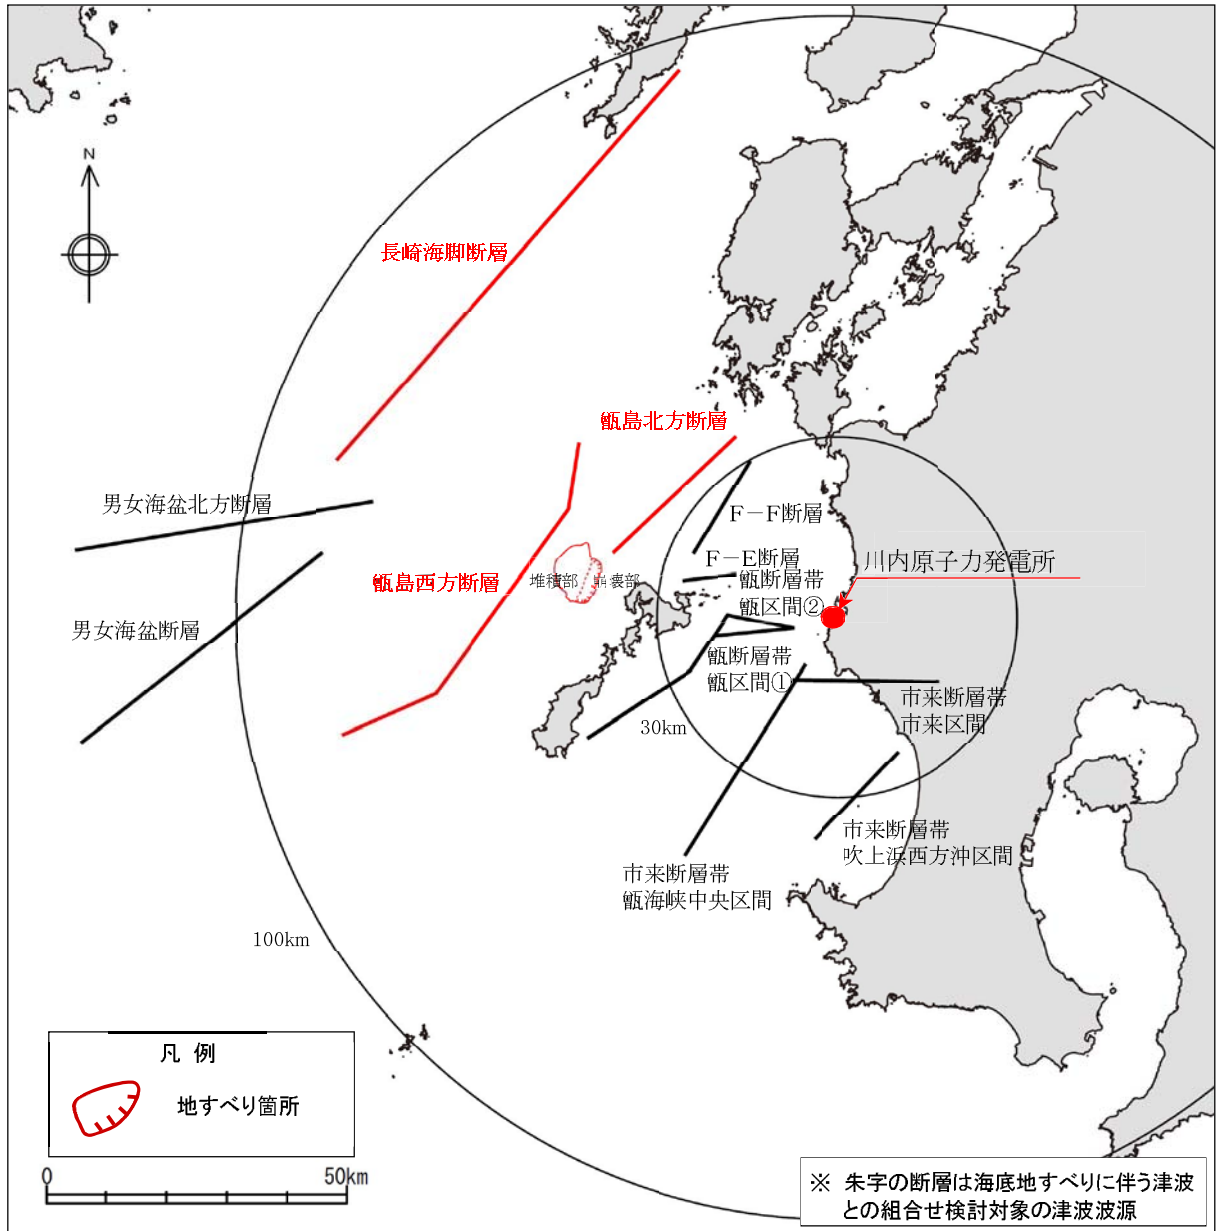 N
長崎海脚断層
甑島北方断層
男女海盆北方断層
F－F断層
F－E断層
川内原子力発電所
甑島西方断層
堆積部
崩壊部
甑断層帯
甑区間②
男女海盆断層
甑断層帯
甑区間①
市来断層帯
市来区間
30km
市来断層帯
吹上浜西方沖区間
市来断層帯
甑海峡中央区間
100km
凡 例
地すべり箇所
0
50km
※ 朱字の断層は海底地すべりに伴う津波
との組合せ検討対象の津波波源